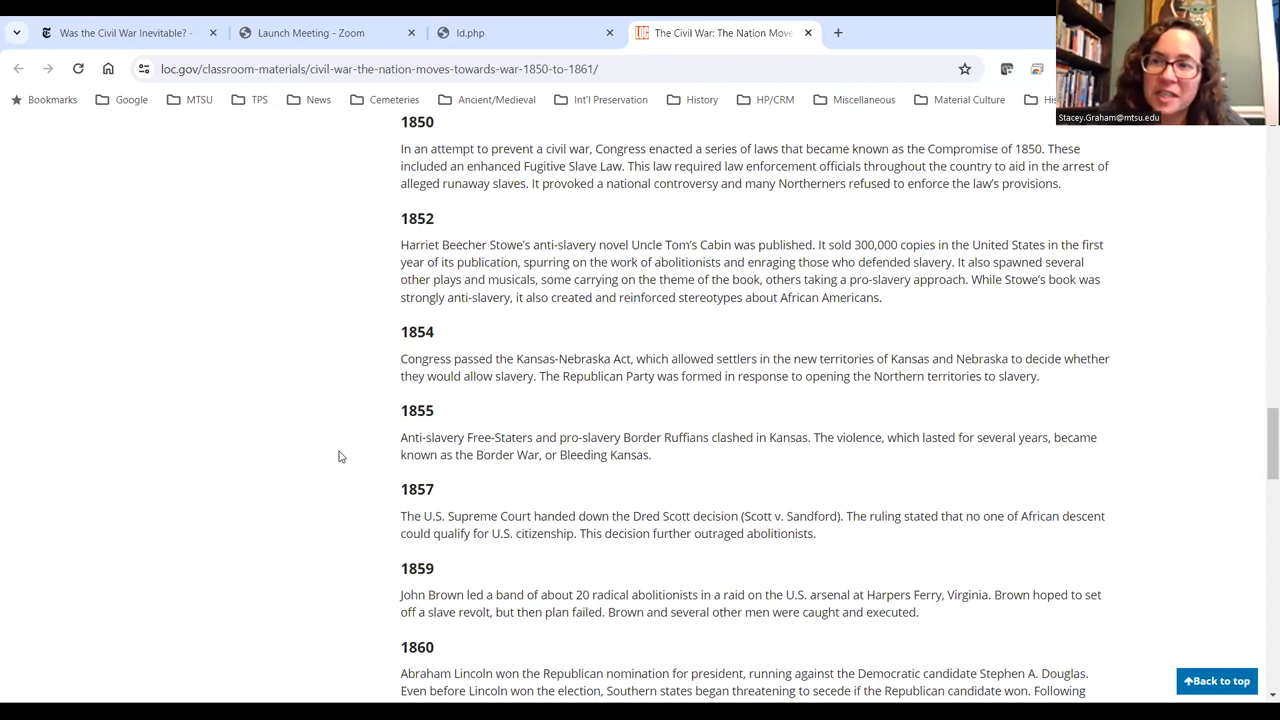 Was the Civil War Inevitable? -
Launch Meeting - Zoom
ld.php
The Civil War: The Nation Move
loc.gov/classroom-materials/civil-war-the-nation-moves-towards-war-1850-to-1861/
Bookmarks Google MTSU TPS News Cemeteries Ancient/Medieval Int'l Preservation History HP/CRM Miscellaneous Material Culture His
Stacey.Graham@mtsu.edu
1850
In an attempt to prevent a civil war, Congress enacted a series of laws that became known as the Compromise of 1850. These
included an enhanced Fugitive Slave Law. This law required law enforcement officials throughout the country to aid in the arrest of
alleged runaway slaves. It provoked a national controversy and many Northerners refused to enforce the law's provisions.
1852
Harriet Beecher Stowe's anti-slavery novel Uncle Tom's Cabin was published. It sold 300,000 copies in the United States in the first
year of its publication, spurring on the work of abolitionists and enraging those who defended slavery. It also spawned several
other plays and musicals, some carrying on the theme of the book, others taking a pro-slavery approach. While Stowe's book was
strongly anti-slavery, it also created and reinforced stereotypes about African Americans.
1854
Congress passed the Kansas-Nebraska Act, which allowed settlers in the new territories of Kansas and Nebraska to decide whether
they would allow slavery. The Republican Party was formed in response to opening the Northern territories to slavery.
1855
Anti-slavery Free-Staters and pro-slavery Border Ruffians clashed in Kansas. The violence, which lasted for several years, became
known as the Border War, or Bleeding Kansas.
1857
The U.S. Supreme Court handed down the Dred Scott decision (Scott v. Sandford). The ruling stated that no one of African descent
could qualify for U.S. citizenship. This decision further outraged abolitionists.
1859
John Brown led a band of about 20 radical abolitionists in a raid on the U.S. arsenal at Harpers Ferry, Virginia. Brown hoped to set
off a slave revolt, but then plan failed. Brown and several other men were caught and executed.
1860
Abraham Lincoln won the Republican nomination for president, running against the Democratic candidate Stephen A. Douglas.
Even before Lincoln won the election, Southern states began threatening to secede if the Republican candidate won. Following
Back to top